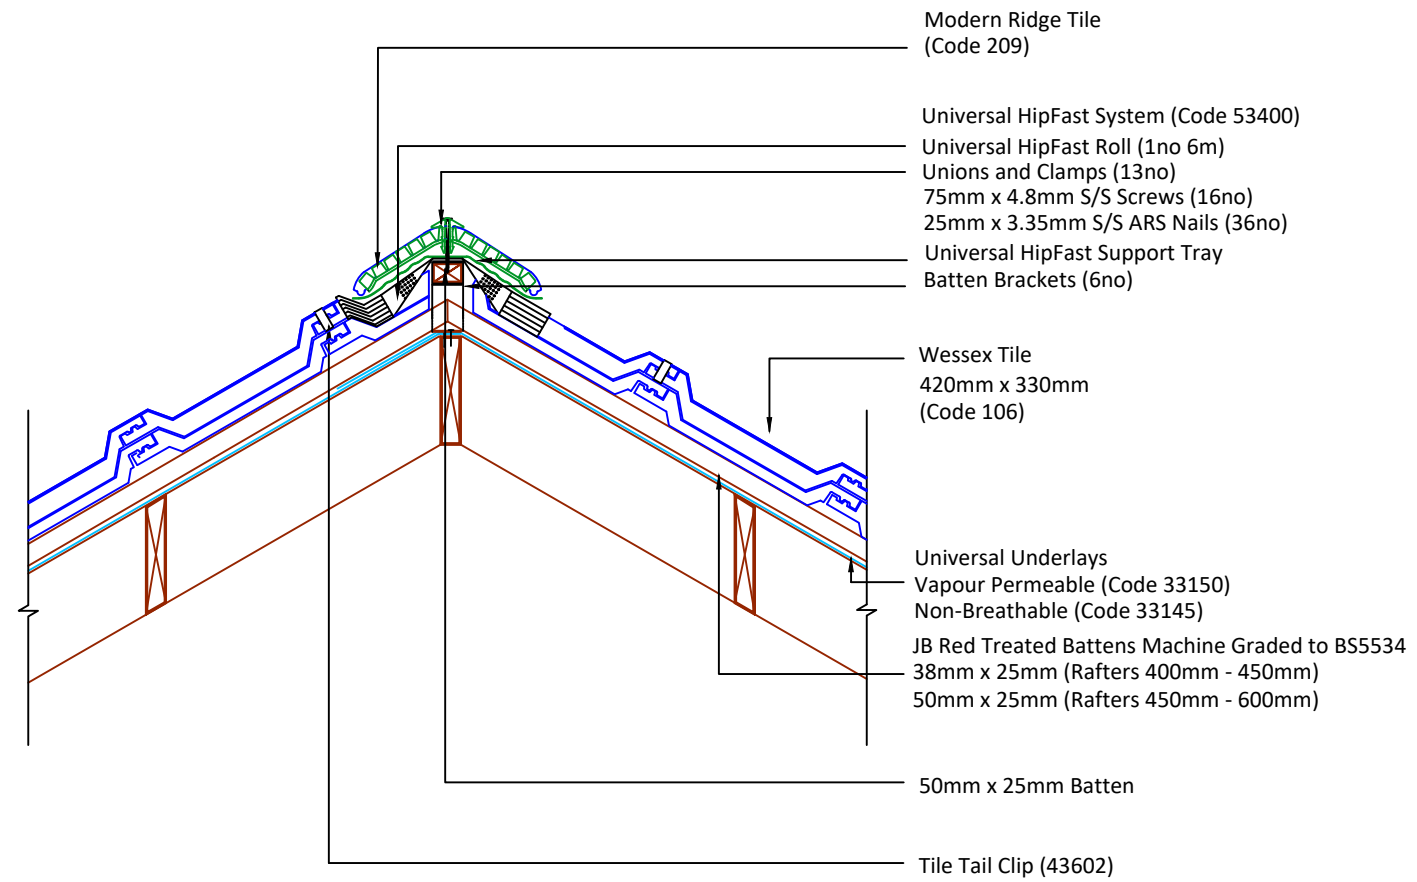 Modern Ridge Tile
(Code 209)
Universal HipFast System (Code 53400)
Universal HipFast Roll (1no 6m)
Unions and Clamps (13no)
75mm x 4.8mm S/S Screws (16no)
25mm x 3.35mm S/S ARS Nails (36no)
Universal HipFast Support Tray
Batten Brackets (6no)
Wessex Tile
420mm x 330mm
(Code 106)
Universal Underlays
Vapour Permeable (Code 33150)
Non-Breathable (Code 33145)
JB Red Treated Battens Machine Graded to BS5534
38mm x 25mm (Rafters 400mm - 450mm)
50mm x 25mm (Rafters 450mm - 600mm)
50mm x 25mm Batten
Tile Tail Clip (43602)